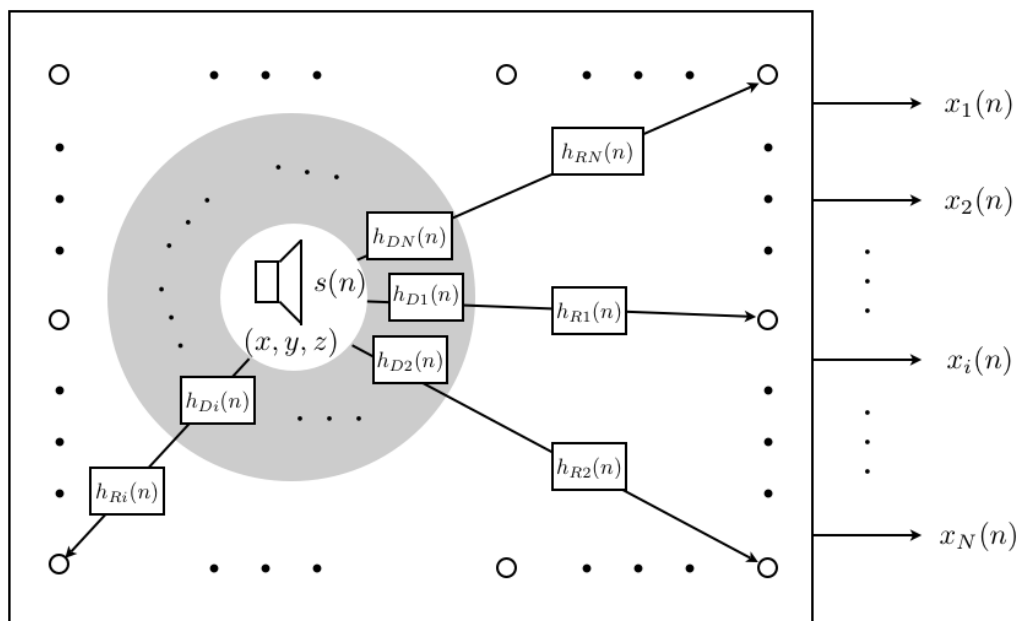 x_1(n)
h_{RN}(n)
x_2(n)
h_{DN}(n)
s(n)
h_{D1}(n)
h_{R1}(n)
(x, y, z)
h_{D2}(n)
x_i(n)
h_{Di}(n)
h_{R2}(n)
h_{Ri}(n)
x_N(n)